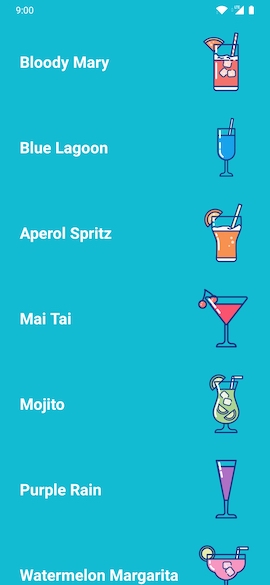 9:00
Bloody Mary
Blue Lagoon
Aperol Spritz
Mai Tai
Mojito
Purple Rain
Watermelon Margarita